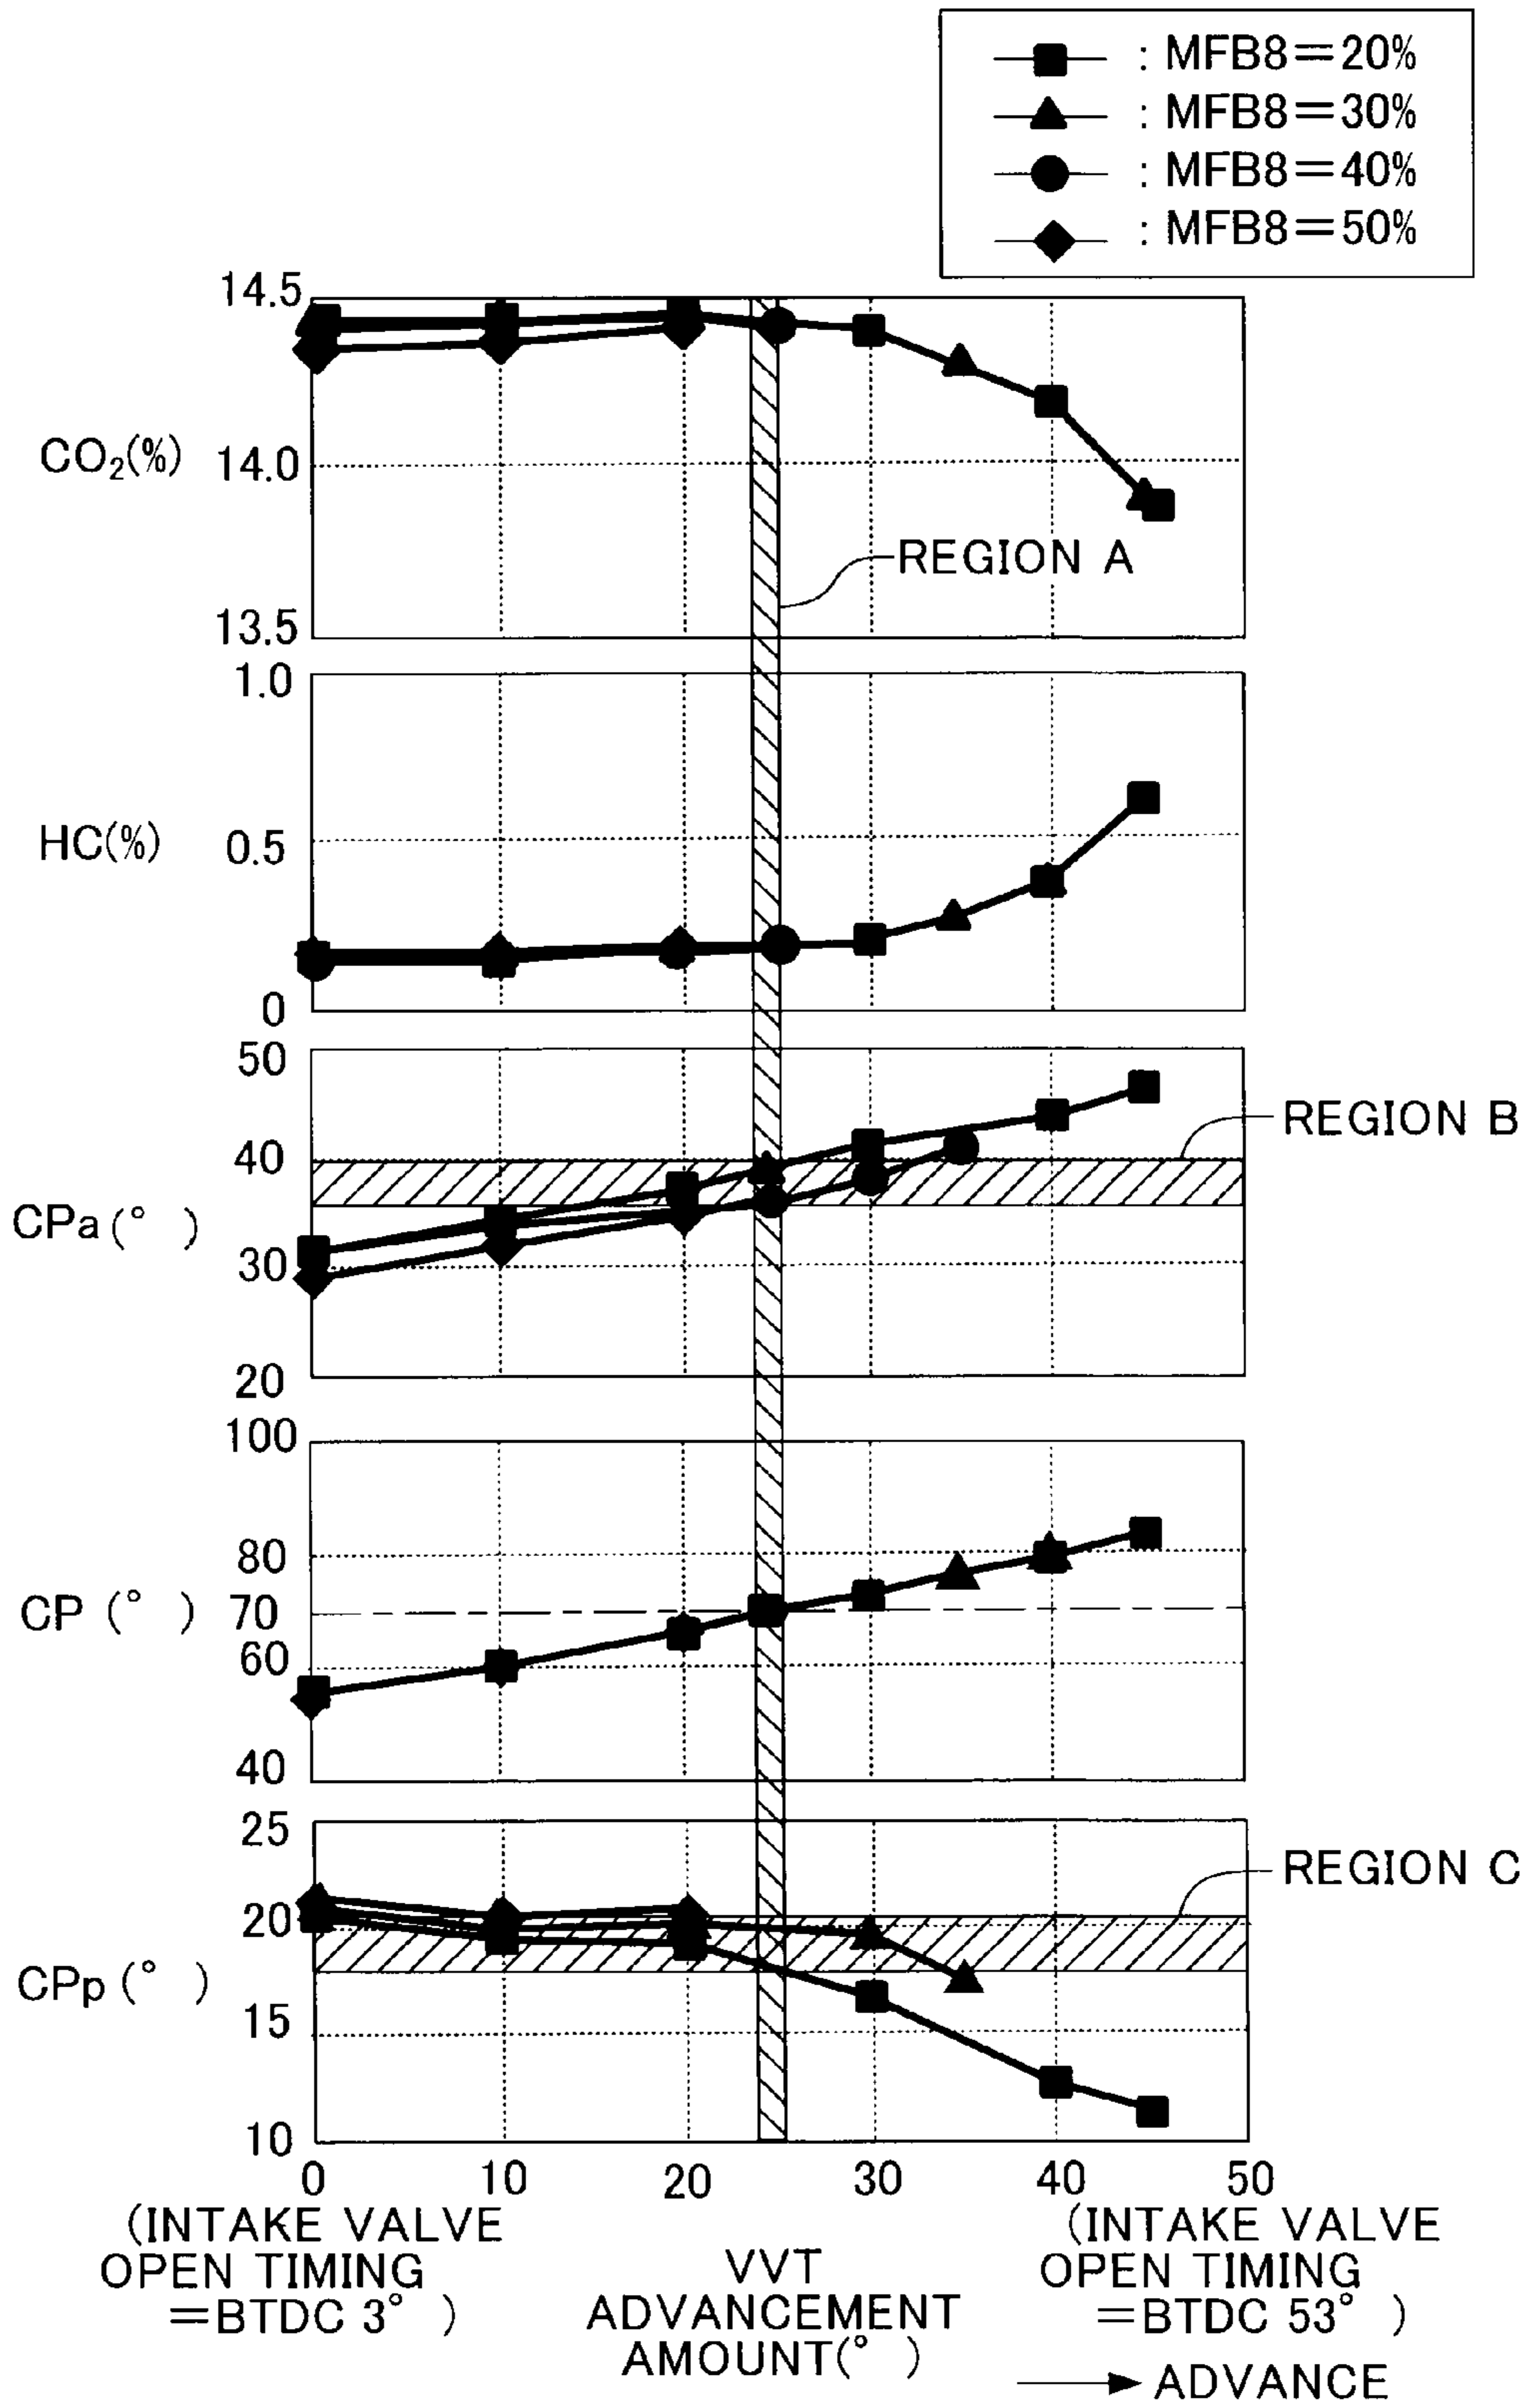 : MFB8=20%
: MFB8=30%
: MFB8=40%
: MFB8=50%
14.5
CO₂(%) 14.0
REGION A
13.5
1.0
HC(%) 0.5
0
50
REGION B
40
CPa(° )
30
20
100
80
CP (° ) 70
60
40
25
REGION C
20
CPp(° )
15
10
0 10 20 30 40 50
(INTAKE VALVE
OPEN TIMING
=BTDC 3° )
VVT
ADVANCEMENT
AMOUNT(° )
(INTAKE VALVE
OPEN TIMING
=BTDC 53° )
ADVANCE